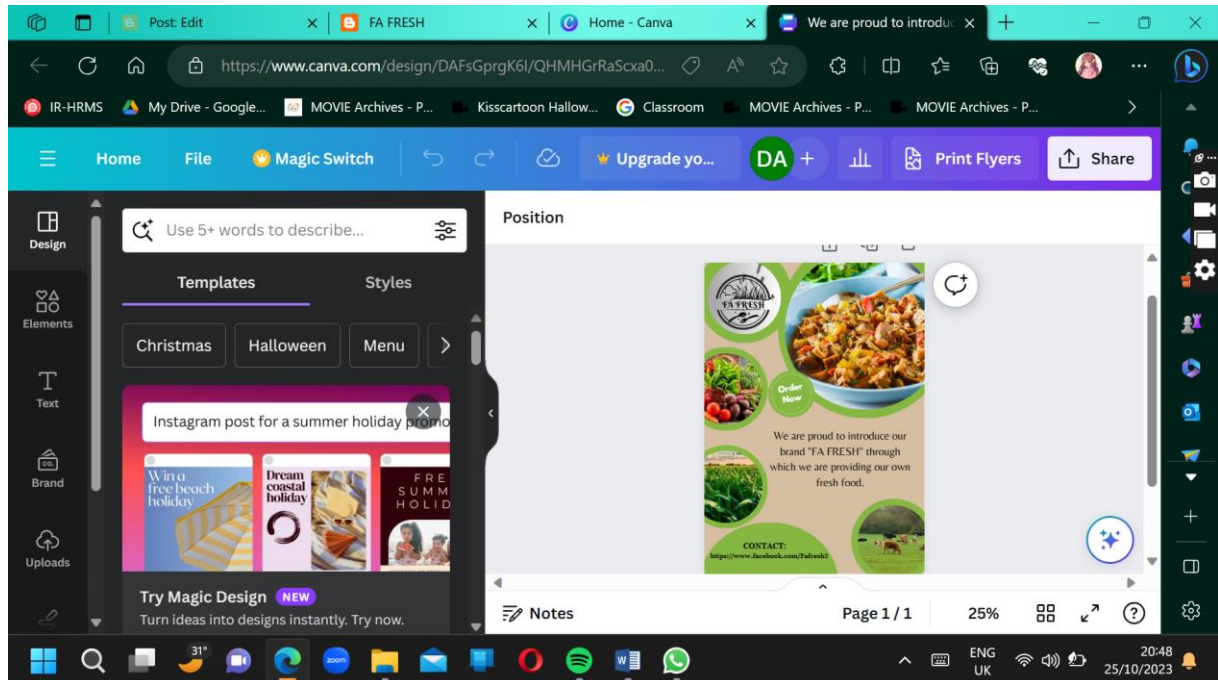 Post: Edit
FA FRESH
Home - Canva
We are proud to introduc
https://www.canva.com/design/DAFsGprgK6I/QHMHGrRaScxa0...
IR-HRMS
My Drive - Google...
MOVIE Archives - P...
Kisscartoon Hallow...
Classroom
MOVIE Archives - P...
MOVIE Archives - P...
Home File Magic Switch Upgrade yo... DA + Print Flyers Share
Design
Elements
Text
Brand
Uploads
Use 5+ words to describe...
Templates Styles
Christmas Halloween Menu
Instagram post for a summer holiday promo
Win a
free beach
holiday
Dream
coastal
holiday
FRE
SUMM
HOLID
Try Magic Design NEW
Turn ideas into designs instantly. Try now.
Position
FA FRESH
Order
Now
We are proud to introduce our
brand "FA FRESH" through
which we are providing our own
fresh food.
CONTACT:
https://www.facebook.com/Fafresh2
Notes Page 1 / 1 25%
31°
zoom
ENG
UK
20:48
25/10/2023